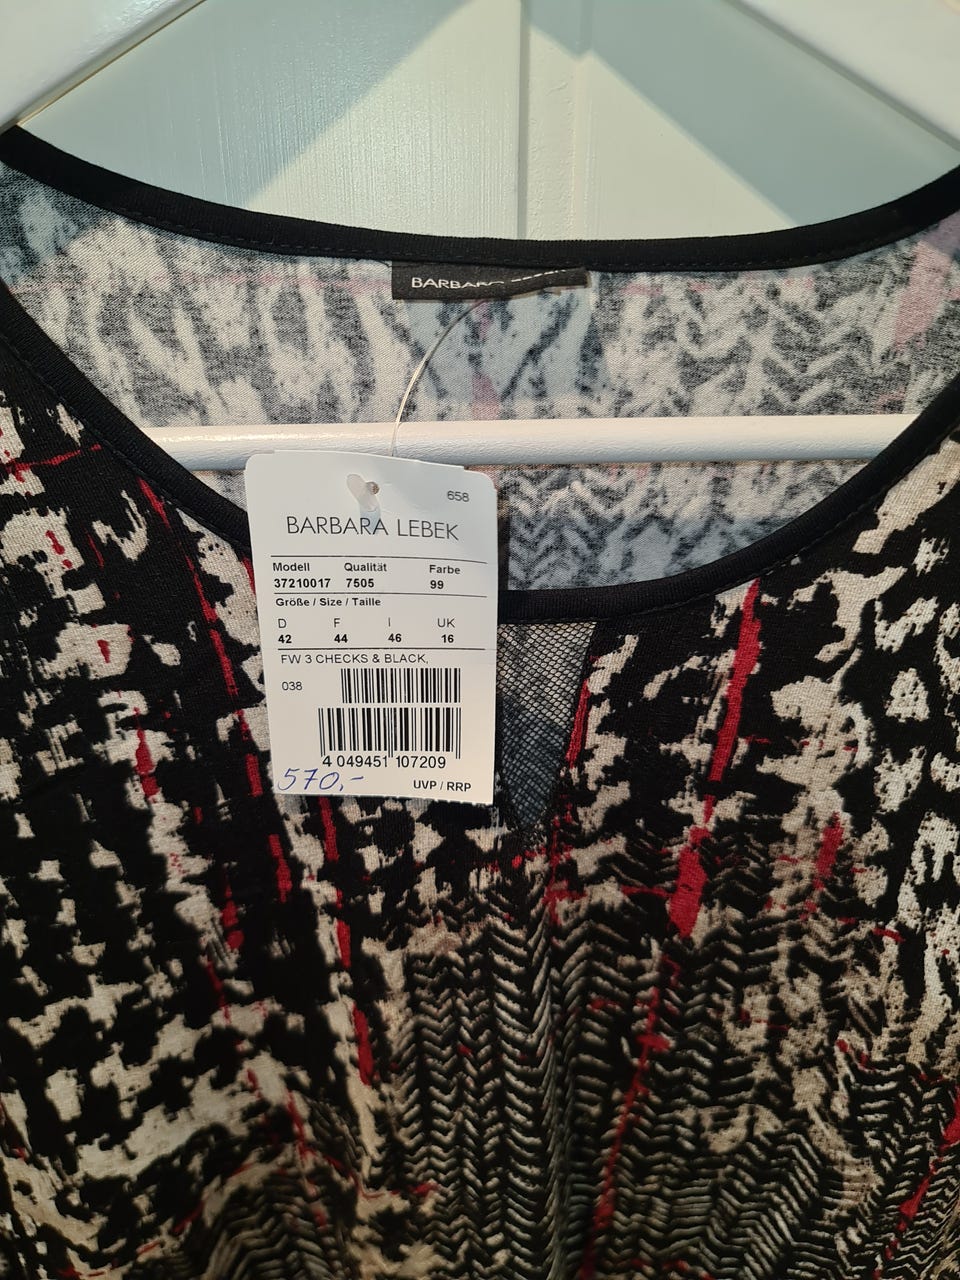 BARBARA
658
BARBARA LEBEK
Modell Qualität Farbe
37210017 7505 99
Größe / Size / Taille
D F I UK
42 44 46 16
FW 3 CHECKS & BLACK,
038
4 049451 107209
570,-
UVP / RRP